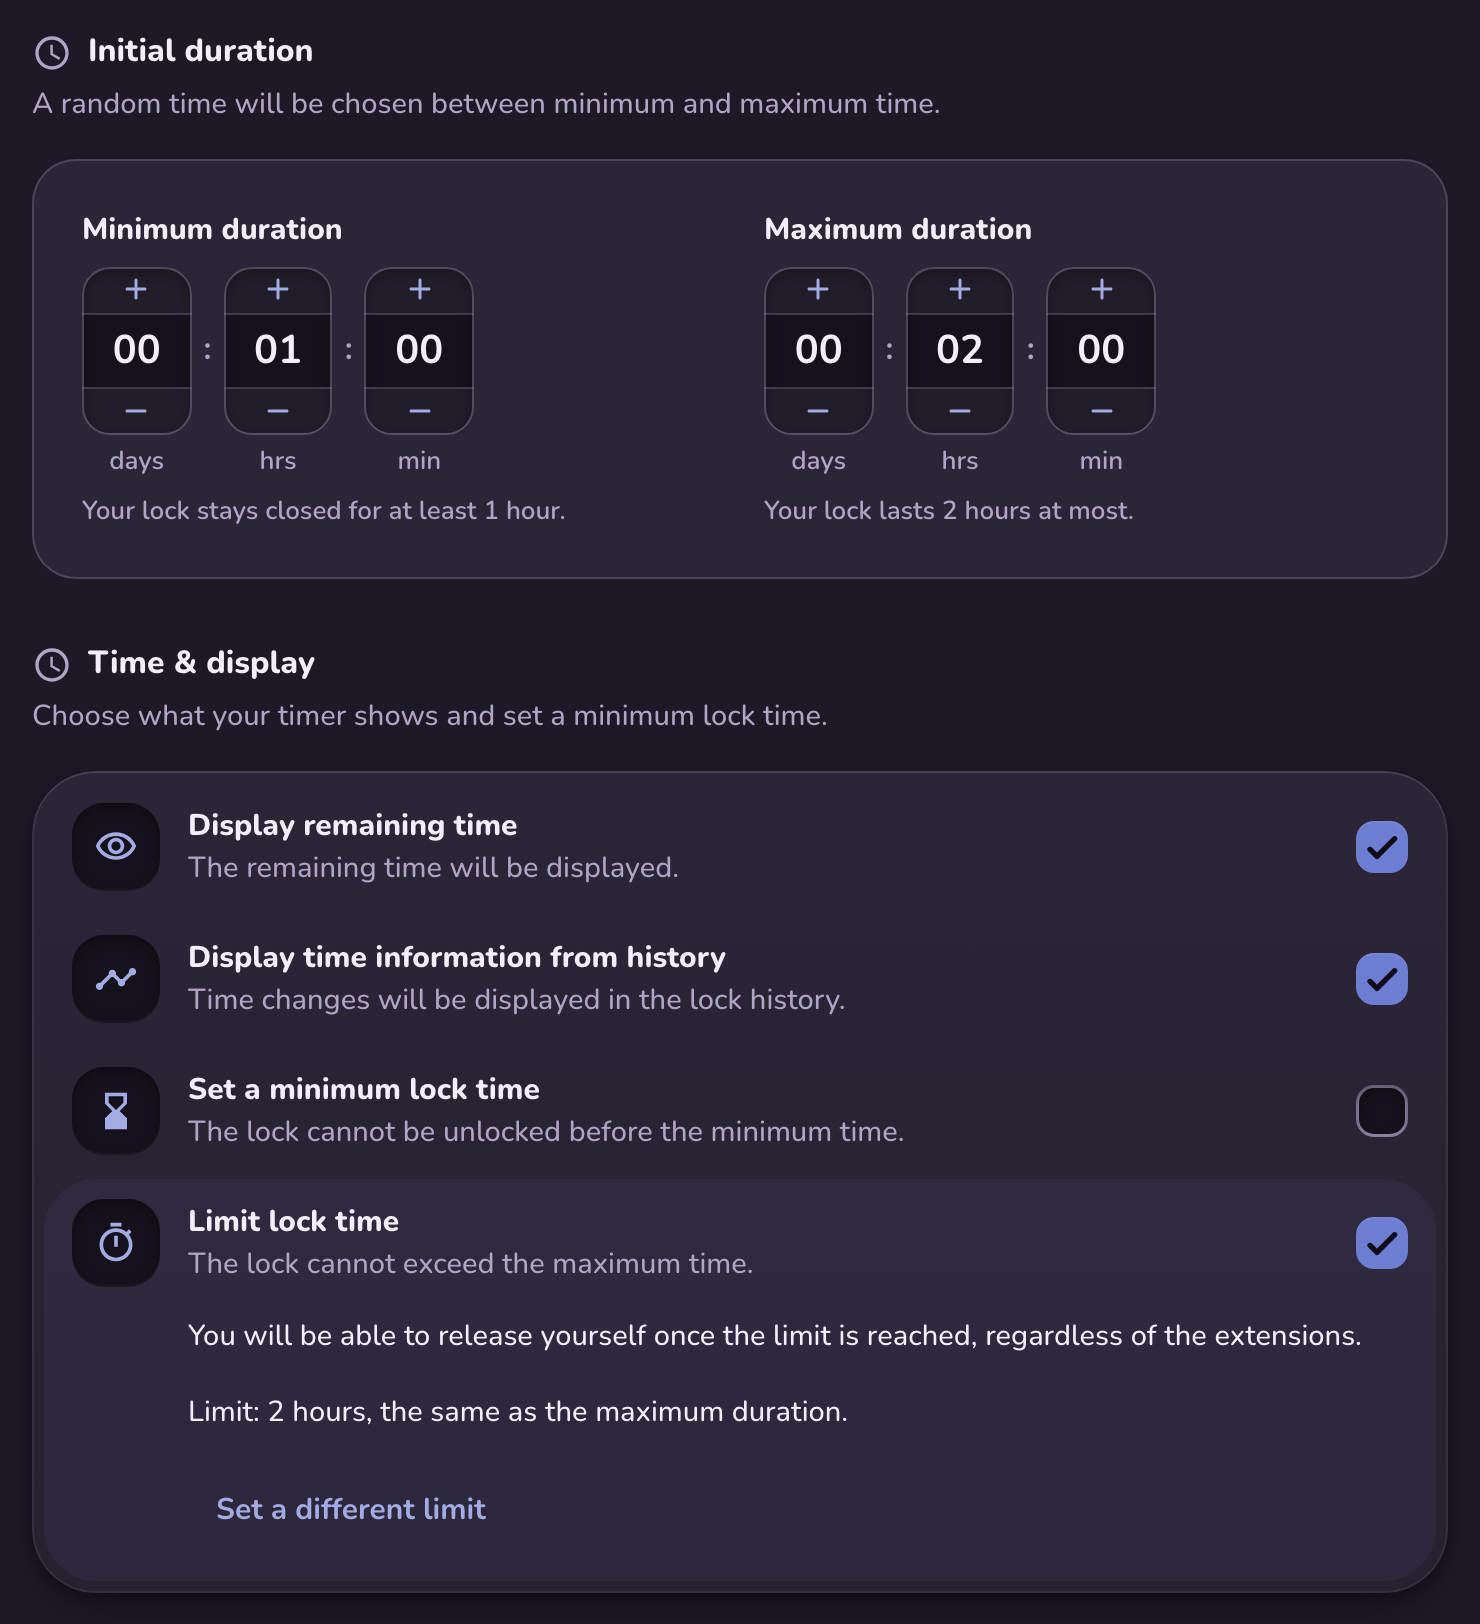 Initial duration
A random time will be chosen between minimum and maximum time.
Minimum duration
Maximum duration
+ + +
+ + +
00 : 01 : 00
00 : 02 : 00
− − −
− − −
days hrs min
days hrs min
Your lock stays closed for at least 1 hour.
Your lock lasts 2 hours at most.
Time & display
Choose what your timer shows and set a minimum lock time.
Display remaining time
The remaining time will be displayed.
Display time information from history
Time changes will be displayed in the lock history.
Set a minimum lock time
The lock cannot be unlocked before the minimum time.
Limit lock time
The lock cannot exceed the maximum time.
You will be able to release yourself once the limit is reached, regardless of the extensions.
Limit: 2 hours, the same as the maximum duration.
Set a different limit